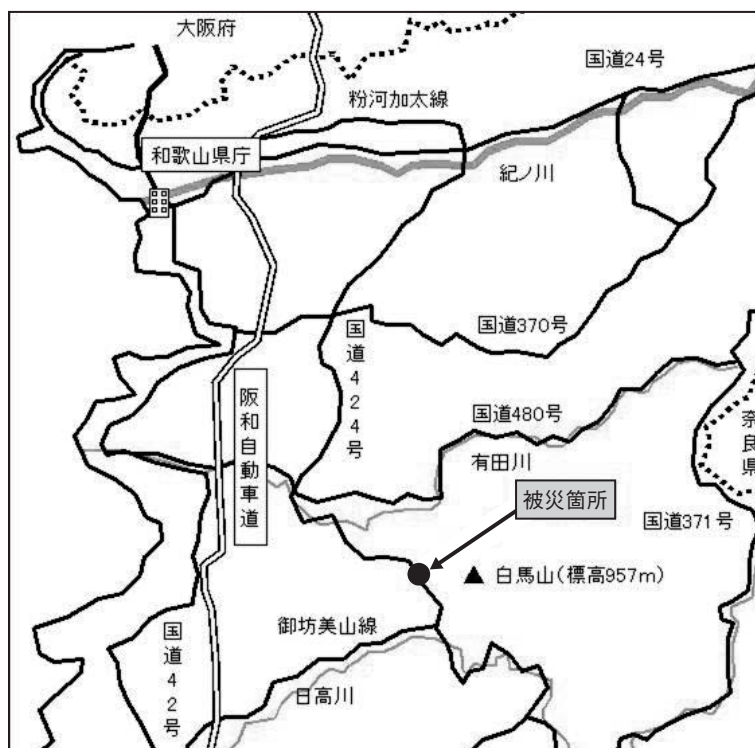 大阪府
国道24号
粉河加太線
和歌山県庁
紀ノ川
国道370号
国道424号
阪和自動車道
国道480号
有田川
奈良県
被災箇所
国道371号
白馬山(標高957m)
御坊美山線
国道42号
日高川